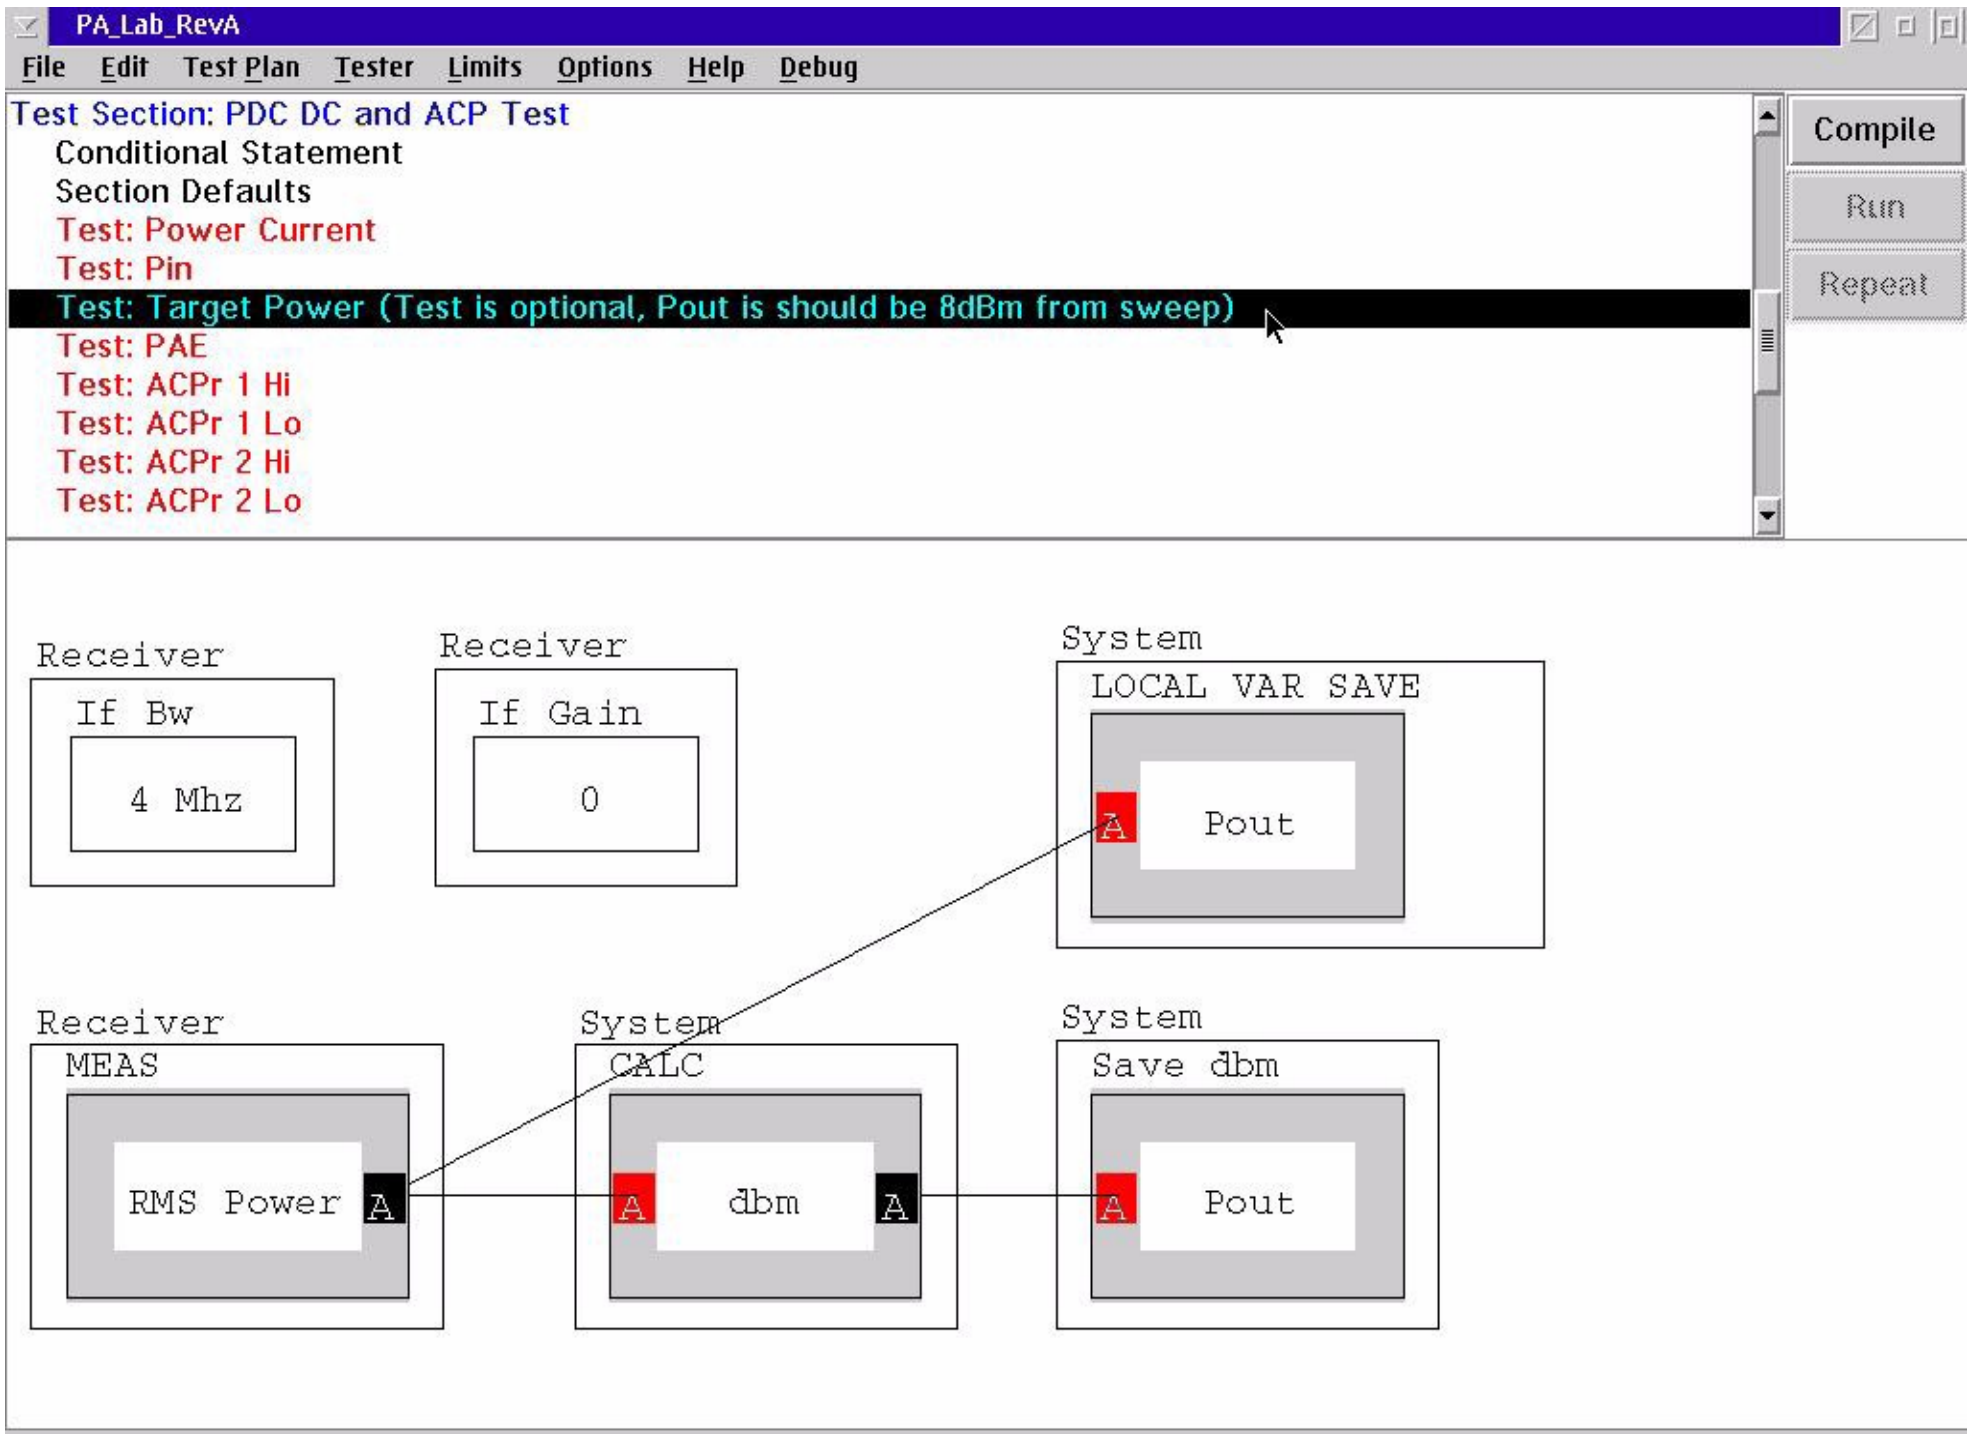 PA_Lab_RevA
File Edit Test Plan Tester Limits Options Help Debug
Test Section: PDC DC and ACP Test
Conditional Statement
Section Defaults
Test: Power Current
Test: Pin
Test: Target Power (Test is optional, Pout is should be 8dBm from sweep)
Test: PAE
Test: ACPr 1 Hi
Test: ACPr 1 Lo
Test: ACPr 2 Hi
Test: ACPr 2 Lo
Compile
Run
Repeat
Receiver
If Bw
4 Mhz
Receiver
If Gain
0
System
LOCAL VAR SAVE
A Pout
Receiver
MEAS
RMS Power A
System
CALC
A dbm A
System
Save dbm
A Pout